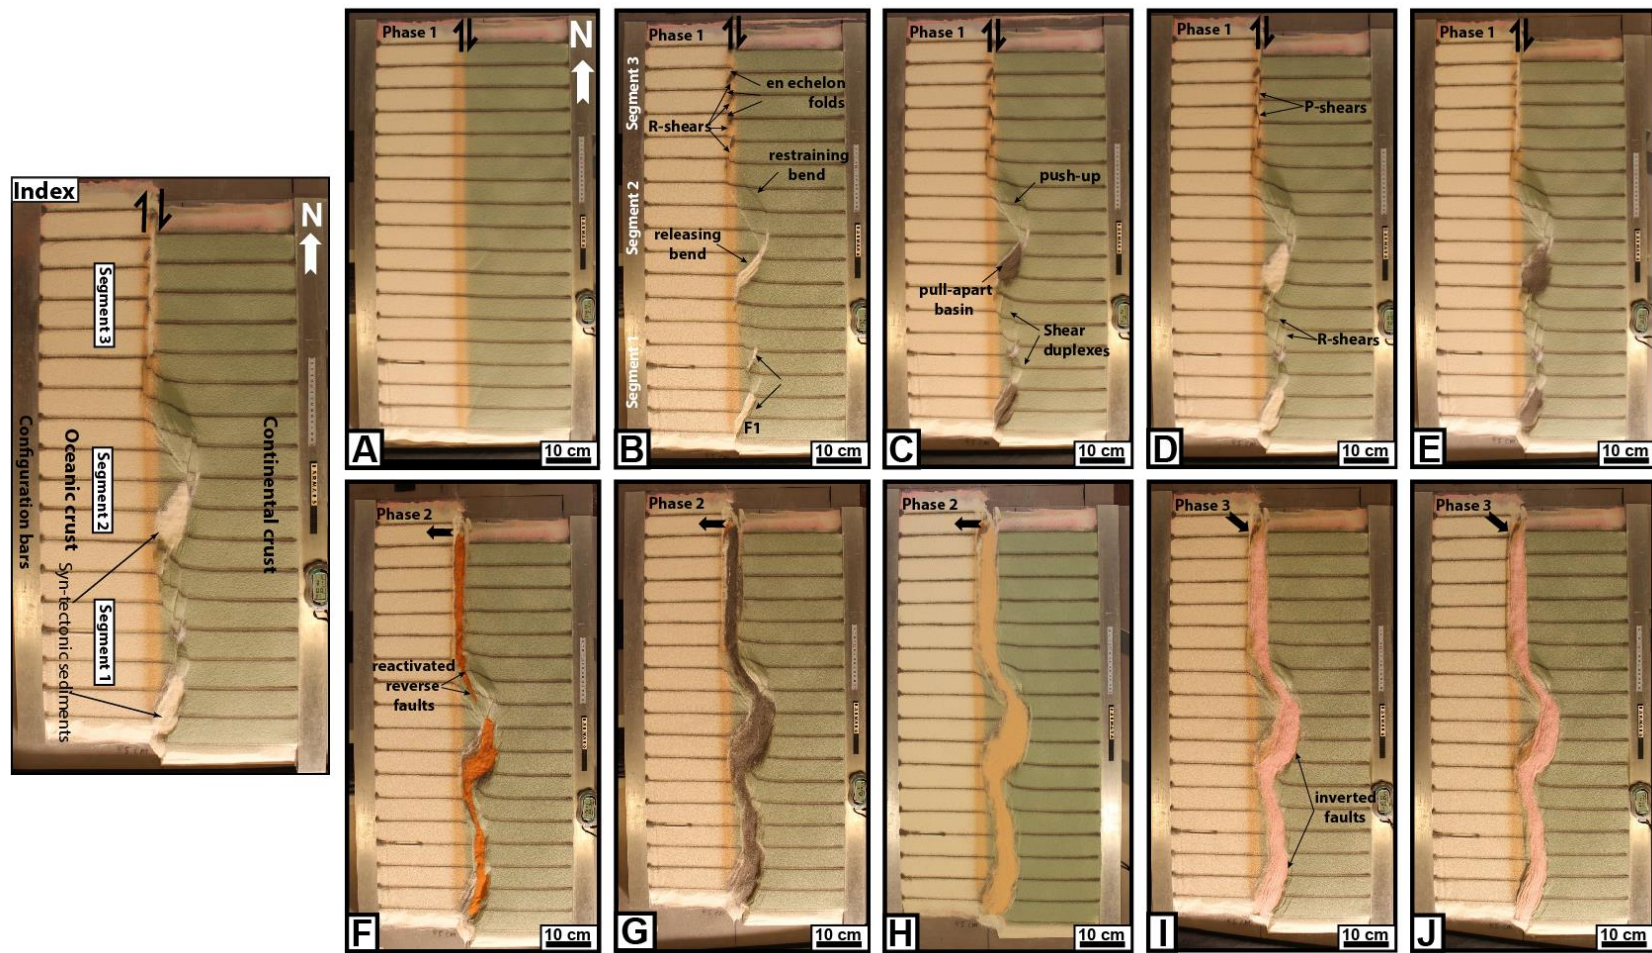 Index
N
Segment 3
Segment 2
Segment 1
Configuration bars
Oceanic crust
Syn-tectonic sediments
Continental crust
Phase 1
N
A
10 cm
Phase 1
Segment 3
Segment 2
Segment 1
en echelon
folds
R-shears
restraining
bend
releasing
bend
F1
B
10 cm
Phase 1
push-up
pull-apart
basin
Shear
duplexes
C
10 cm
Phase 1
P-shears
R-shears
D
10 cm
Phase 1
E
10 cm
Phase 2
reactivated
reverse
faults
F
10 cm
Phase 2
G
10 cm
Phase 2
H
10 cm
Phase 3
inverted
faults
I
10 cm
Phase 3
J
10 cm